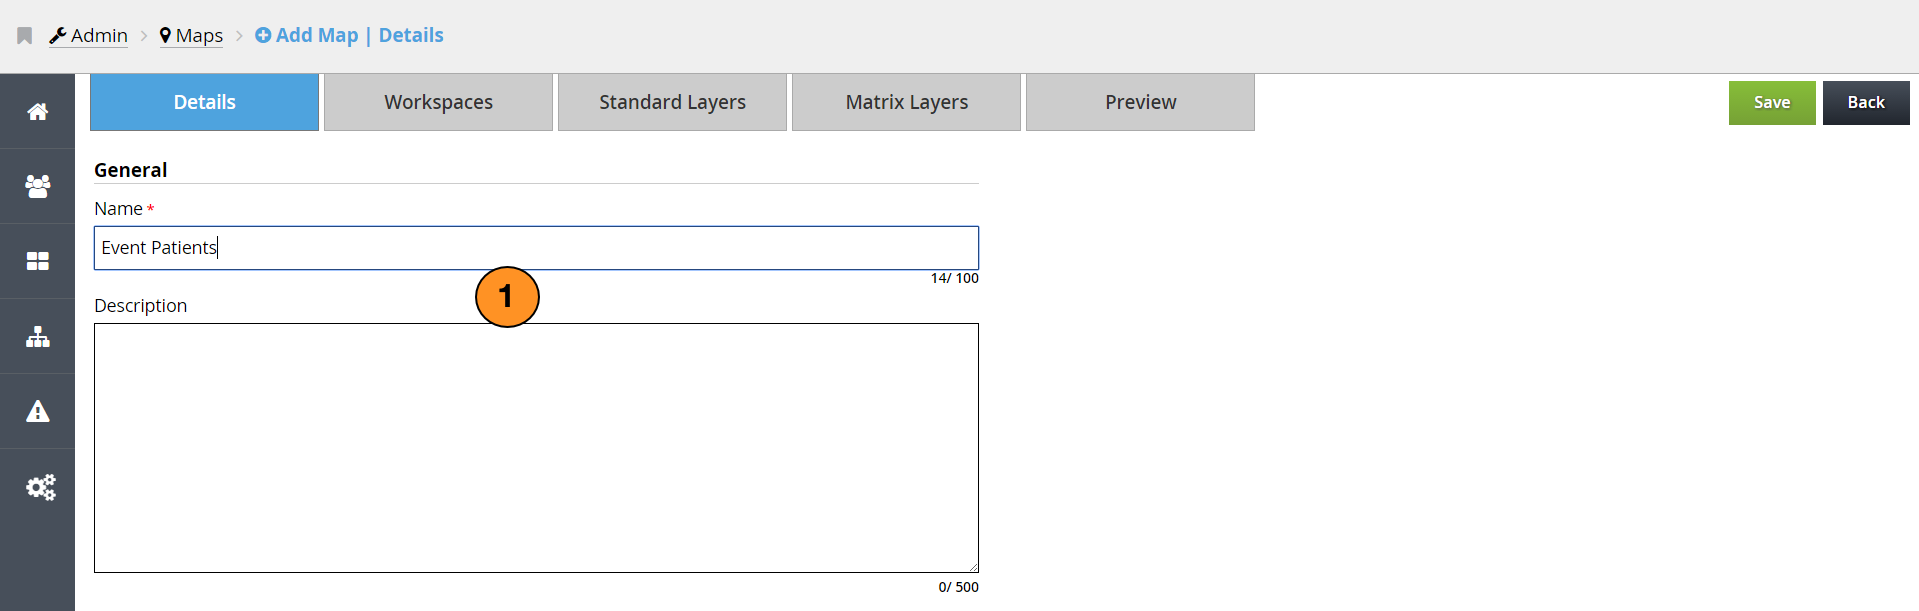 Admin > Maps > Add Map | Details
Details Workspaces Standard Layers Matrix Layers Preview Save Back
General
Name *
Event Patients
14/ 100
1
Description
0/ 500